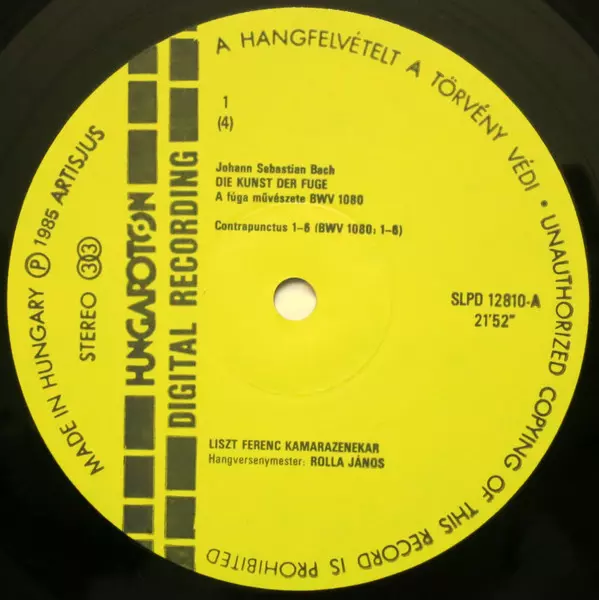 A HANGFELVÉTELT A TÖRVÉNY VÉDI • UNAUTHORIZED COPYING OF THIS RECORD IS PROHIBITED
MADE IN HUNGARY Ⓟ 1985 ARTISJUS
STEREO 33
HUNGAROTON
DIGITAL RECORDING
1
(4)
Johann Sebastian Bach
DIE KUNST DER FUGE
A fúga művészete BWV 1080
Contrapunctus 1-6 (BWV 1080: 1-6)
SLPD 12810-A
21'52"
LISZT FERENC KAMARAZENEKAR
Hangversenymester: ROLLA JÁNOS